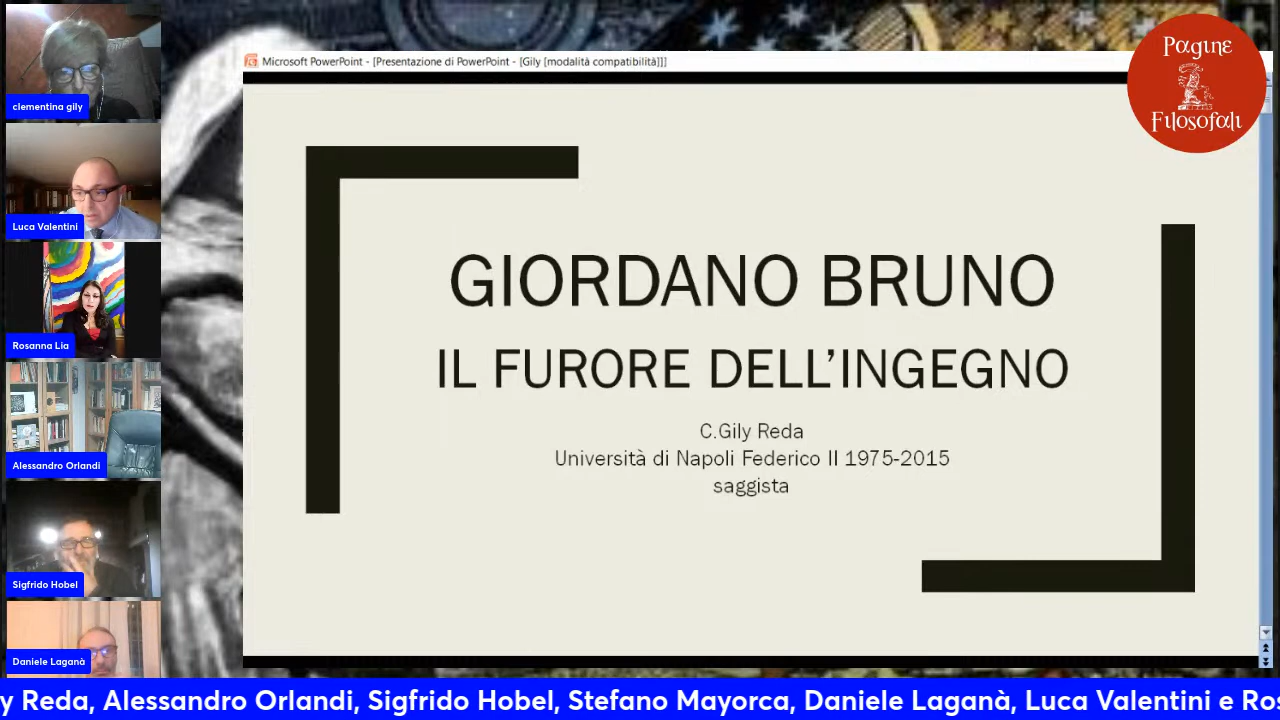 clementina gily
Luca Valentini
Rosanna Lia
Alessandro Orlandi
Sigfrido Hobel
Daniele Laganà
Microsoft PowerPoint - [Presentazione di PowerPoint - [Gily [modalità compatibilità]]]
Pagine
Filosofali
GIORDANO BRUNO
IL FURORE DELL’INGEGNO
C.Gily Reda
Università di Napoli Federico II 1975-2015
saggista
y Reda, Alessandro Orlandi, Sigfrido Hobel, Stefano Mayorca, Daniele Laganà, Luca Valentini e Ros